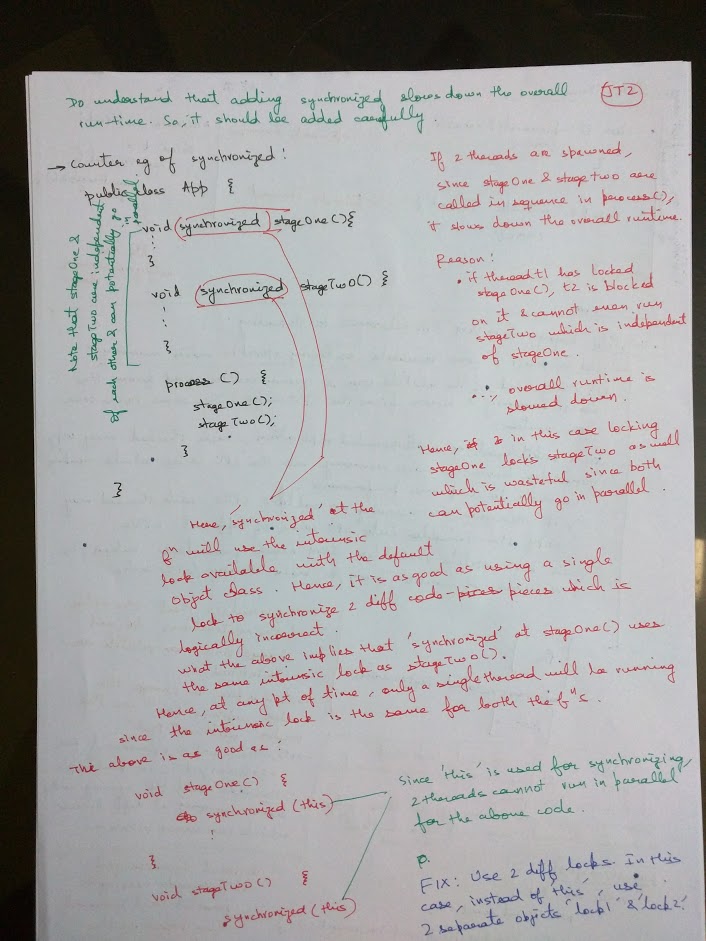 Do understand that adding synchronized slows down the overall
run-time. So, it should be added carefully.
JT2
→ Counter eg of synchronized:
public class App {
void synchronized stageOne(){
:
:
}
void synchronized stageTwo() {
:
:
}
process () {
stageOne();
stageTwo();
}
}
Note that stageOne &
stageTwo are independent
of each other & can potentially go in
parallel.
If 2 threads are spawned,
since stageOne & stageTwo are
called in sequence in process(),
it slows down the overall runtime.
Reason:
• if thread t1 has locked
stageOne(), t2 is blocked
on it & cannot even run
stageTwo which is independent
of stageOne.
∴, overall runtime is
slowed down.
Hence, in this case locking
stageOne locks stageTwo as well
which is wasteful since both
can potentially go in parallel.
Here, 'synchronized' at the
fⁿ will use the intrinsic
lock available with the default
object class. Hence, it is as good as using a single
lock to synchronize 2 diff code pieces which is
logically incorrect.
What the above implies that 'synchronized' at stageOne() uses
the same intrinsic lock as stageTwo().
Hence, at any pt of time, only a single thread will be running
since the intrinsic lock is the same for both the fⁿs.
The above is as good as:
void stageOne() {
synchronized (this)
:
}
void stageTwo() {
synchronized (this)
Since 'this' is used for synchronizing,
2 threads cannot run in parallel
for the above code.
FIX: Use 2 diff locks. In this
case, instead of 'this', use
2 separate objects 'lock1' & 'lock2'.